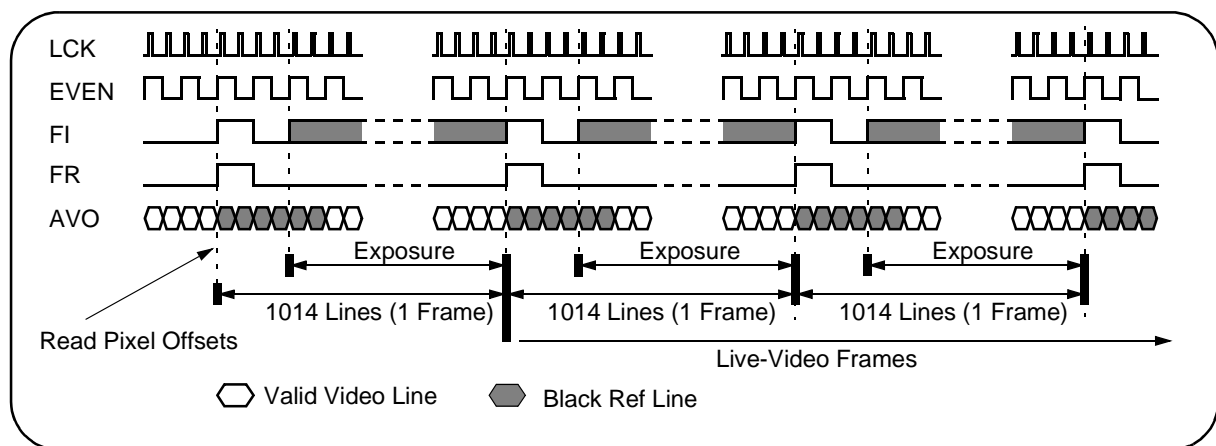 LCK
EVEN
FI
FR
AVO
Exposure Exposure Exposure
1014 Lines (1 Frame) 1014 Lines (1 Frame) 1014 Lines (1 Frame)
Read Pixel Offsets
Live-Video Frames
Valid Video Line Black Ref Line